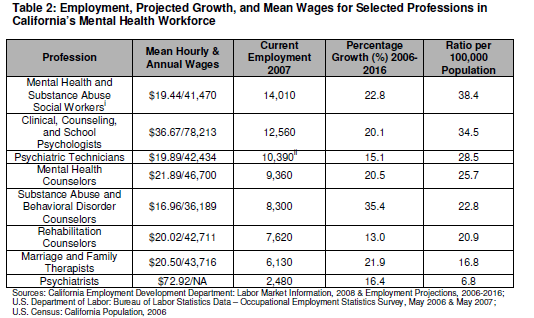 Table 2: Employment, Projected Growth, and Mean Wages for Selected Professions in
California's Mental Health Workforce
Profession
Mean Hourly &
Annual Wages
Current
Employment
2007
Percentage
Growth (%) 2006-
2016
Ratio per
100,000
Population
Mental Health and
Substance Abuse
Social Workersⁱ
$19.44/41,470
14,010
22.8
38.4
Clinical, Counseling,
and School
Psychologists
$36.67/78,213
12,560
20.1
34.5
Psychiatric Technicians
$19.89/42,434
10,390ⁱⁱ
15.1
28.5
Mental Health
Counselors
$21.89/46,700
9,360
20.5
25.7
Substance Abuse and
Behavioral Disorder
Counselors
$16.96/36,189
8,300
35.4
22.8
Rehabilitation
Counselors
$20.02/42,711
7,620
13.0
20.9
Marriage and Family
Therapists
$20.50/43,716
6,130
21.9
16.8
Psychiatrists
$72.92/NA
2,480
16.4
6.8
Sources: California Employment Development Department: Labor Market Information, 2008 & Employment Projections, 2006-2016;
U.S. Department of Labor: Bureau of Labor Statistics Data – Occupational Employment Statistics Survey, May 2006 & May 2007;
U.S. Census: California Population, 2006